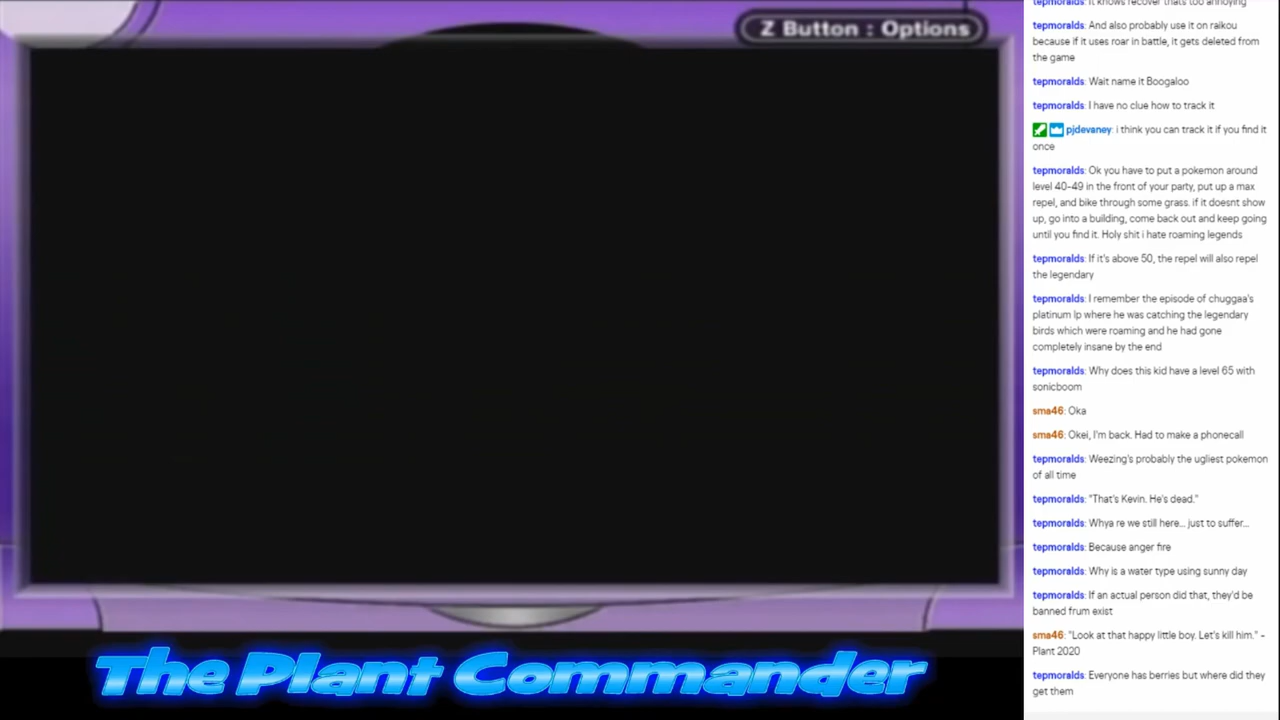 Z Button : Options
tepmoralds: It knows recover thats too annoying
tepmoralds: And also probably use it on raikou
because if it uses roar in battle, it gets deleted from
the game
tepmoralds: Wait name it Boogaloo
tepmoralds: I have no clue how to track it
pjdevaney: i think you can track it if you find it
once
tepmoralds: Ok you have to put a pokemon around
level 40-49 in the front of your party, put up a max
repel, and bike through some grass. if it doesnt show
up, go into a building, come back out and keep going
until you find it. Holy shit i hate roaming legends
tepmoralds: If it's above 50, the repel will also repel
the legendary
tepmoralds: I remember the episode of chuggaa's
platinum lp where he was catching the legendary
birds which were roaming and he had gone
completely insane by the end
tepmoralds: Why does this kid have a level 65 with
sonicboom
sma46: Oka
sma46: Okei, I'm back. Had to make a phonecall
tepmoralds: Weezing's probably the ugliest pokemon
of all time
tepmoralds: "That's Kevin. He's dead."
tepmoralds: Whya re we still here... just to suffer...
tepmoralds: Because anger fire
tepmoralds: Why is a water type using sunny day
tepmoralds: If an actual person did that, they'd be
banned frum exist
sma46: "Look at that happy little boy. Let's kill him." -
Plant 2020
tepmoralds: Everyone has berries but where did they
get them
The Plant Commander